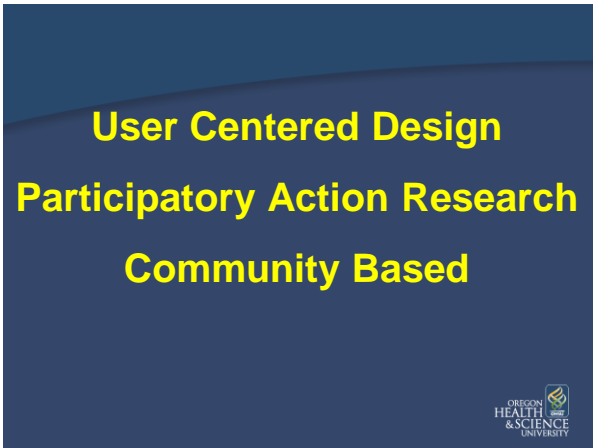 User Centered Design
Participatory Action Research
Community Based
OREGON
HEALTH
& SCIENCE
UNIVERSITY